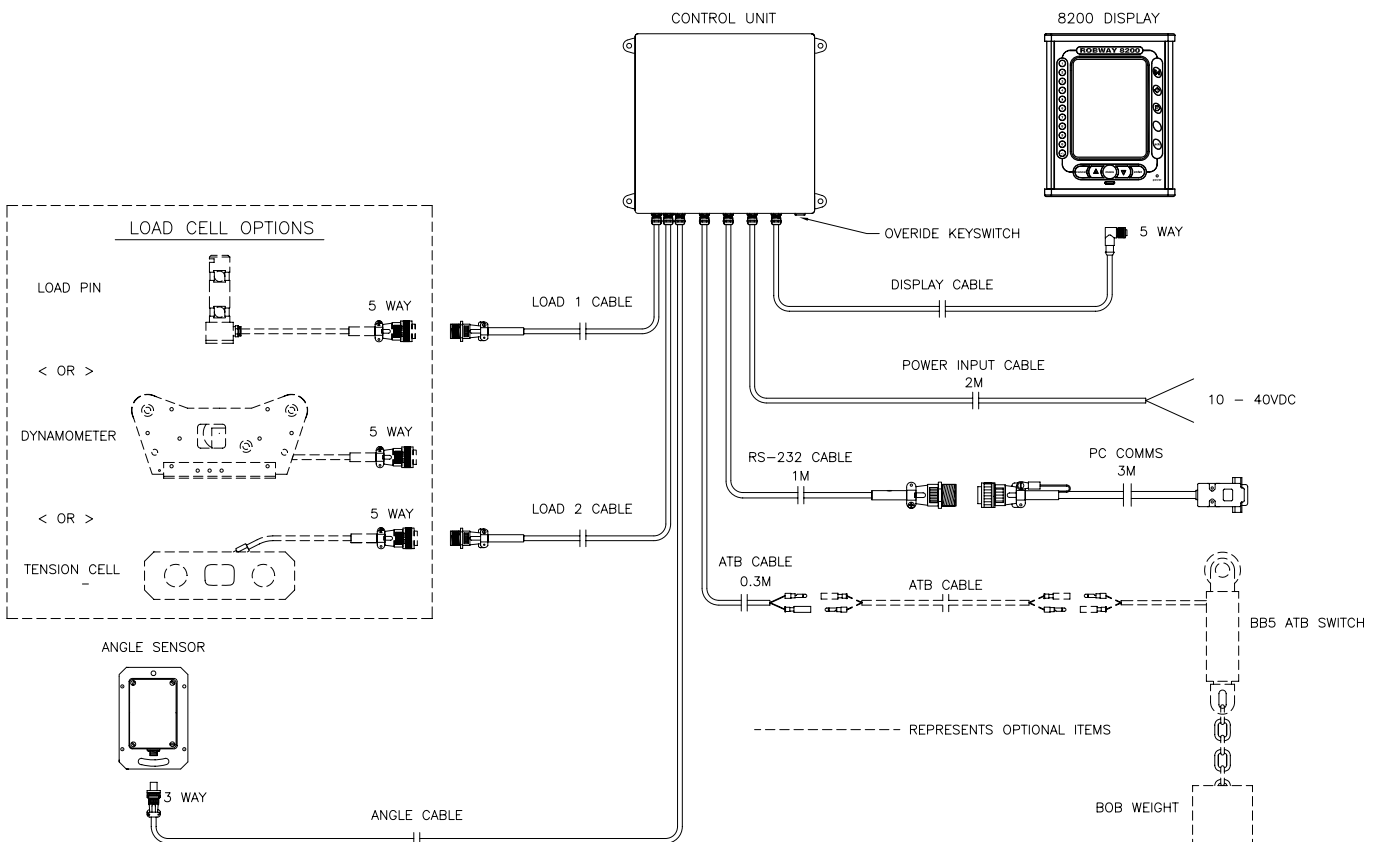 CONTROL UNIT
8200 DISPLAY
ROBWAY 8200
OVERIDE KEYSWITCH
5 WAY
LOAD CELL OPTIONS
LOAD PIN
5 WAY
LOAD 1 CABLE
DISPLAY CABLE
< OR >
POWER INPUT CABLE
2M
10 - 40VDC
DYNAMOMETER
5 WAY
RS-232 CABLE
1M
PC COMMS
3M
< OR >
5 WAY
LOAD 2 CABLE
TENSION CELL
-
ATB CABLE
0.3M
ATB CABLE
BB5 ATB SWITCH
ANGLE SENSOR
REPRESENTS OPTIONAL ITEMS
3 WAY
ANGLE CABLE
BOB WEIGHT